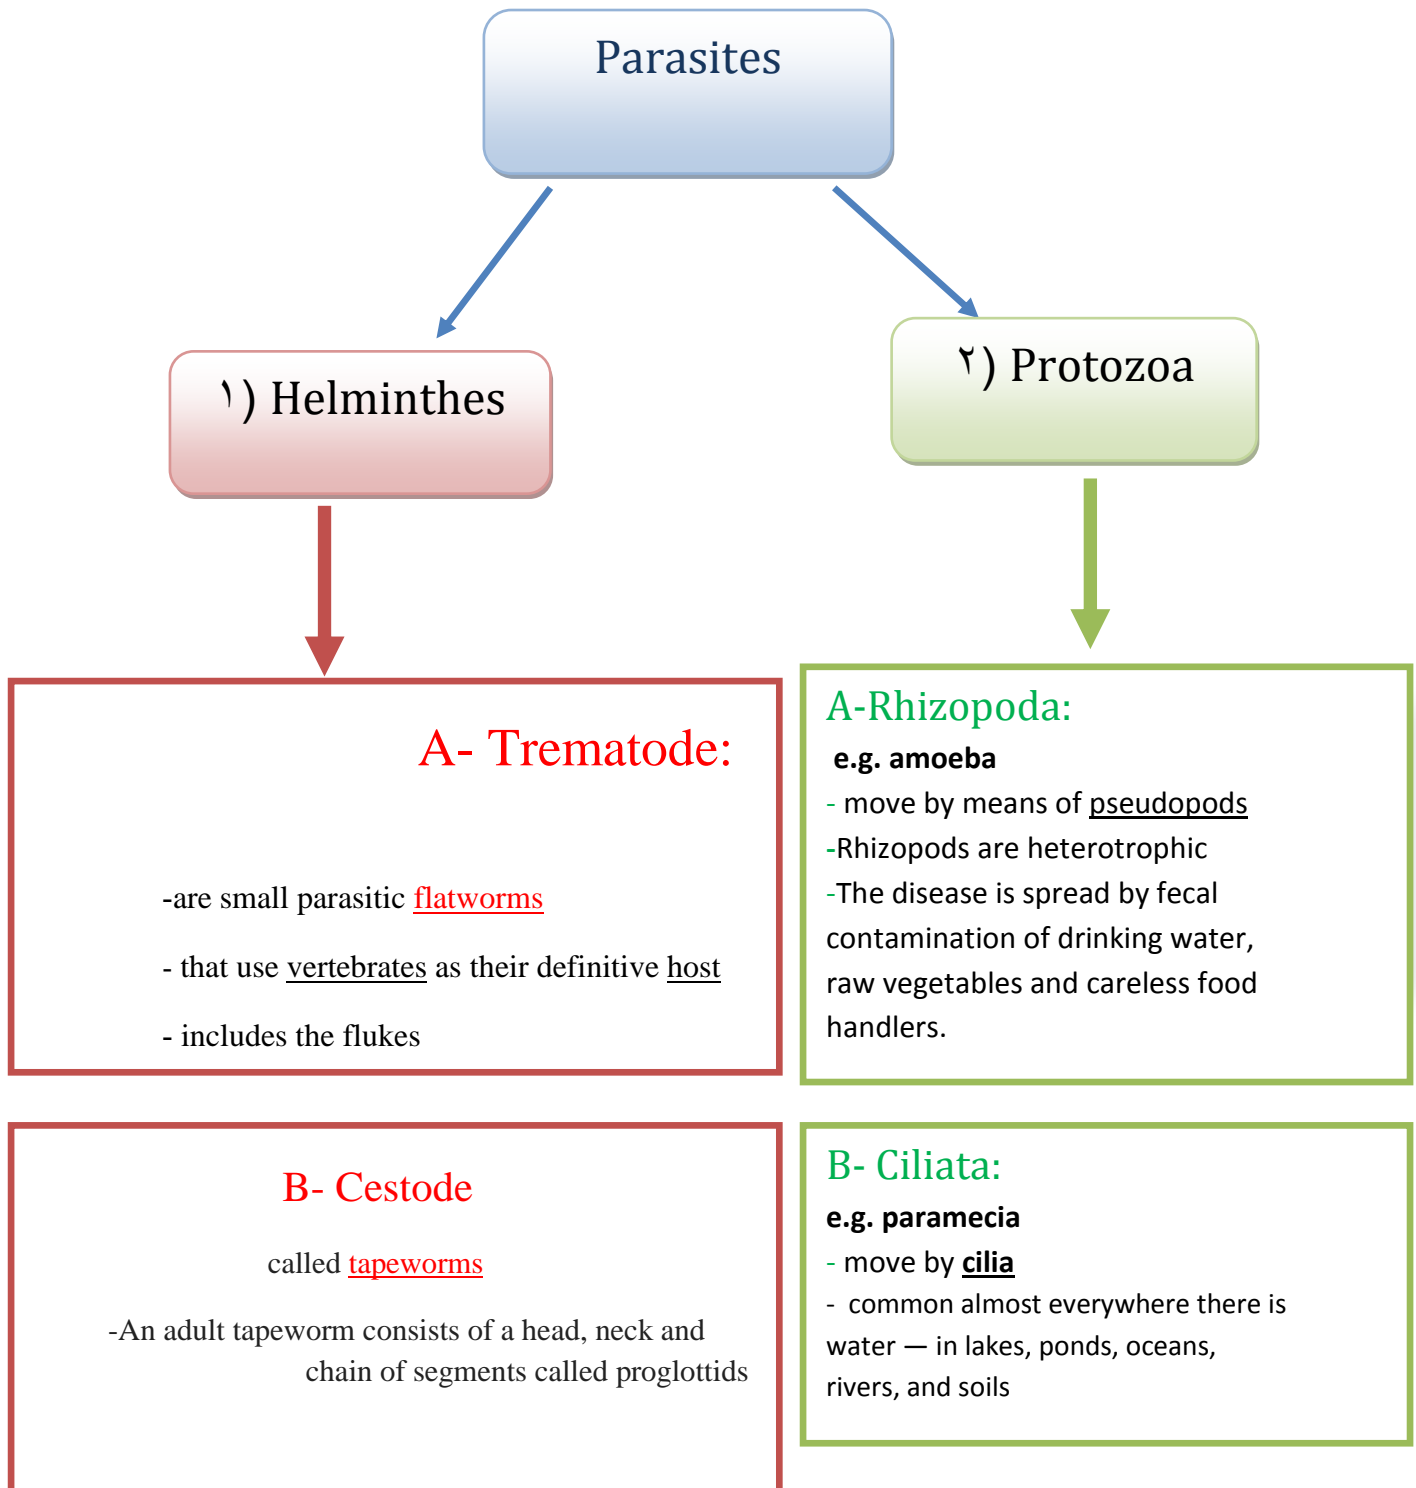 Parasites
١) Helminthes
٢) Protozoa
A- Trematode:
-are small parasitic flatworms
- that use vertebrates as their definitive host
- includes the flukes
A-Rhizopoda:
e.g. amoeba
- move by means of pseudopods
-Rhizopods are heterotrophic
-The disease is spread by fecal
contamination of drinking water,
raw vegetables and careless food
handlers.
B- Cestode
called tapeworms
-An adult tapeworm consists of a head, neck and
chain of segments called proglottids
B- Ciliata:
e.g. paramecia
- move by cilia
- common almost everywhere there is
water — in lakes, ponds, oceans,
rivers, and soils